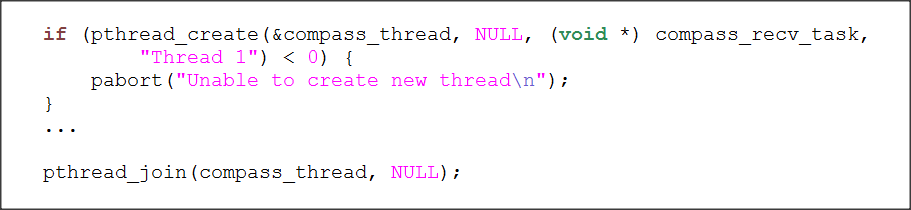 if (pthread_create(&compass_thread, NULL, (void *) compass_recv_task,
"Thread 1") < 0) {
pabort("Unable to create new thread\n");
}
...
pthread_join(compass_thread, NULL);